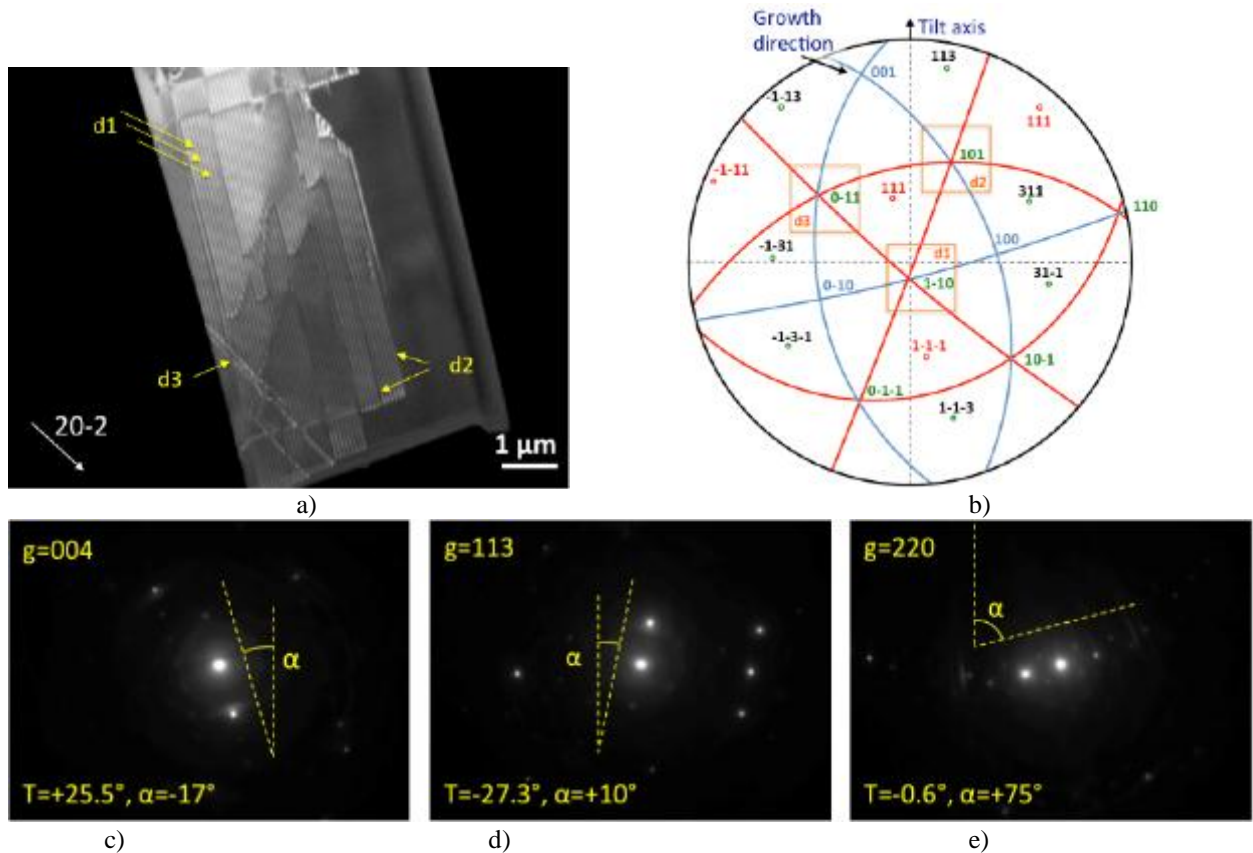 d1
d2
d3
20-2
1 µm
a)
Growth
direction
Tilt axis
001
113
-1-13
111
-1-11
101
d2
0-11
d3
111
311
110
-1-31
d1
100
1-10
31-1
0-10
-1-3-1
1-1-1
10-1
0-1-1
1-1-3
b)
g=004
α
T=+25.5°, α=-17°
c)
g=113
α
T=-27.3°, α=+10°
d)
g=220
α
T=-0.6°, α=+75°
e)